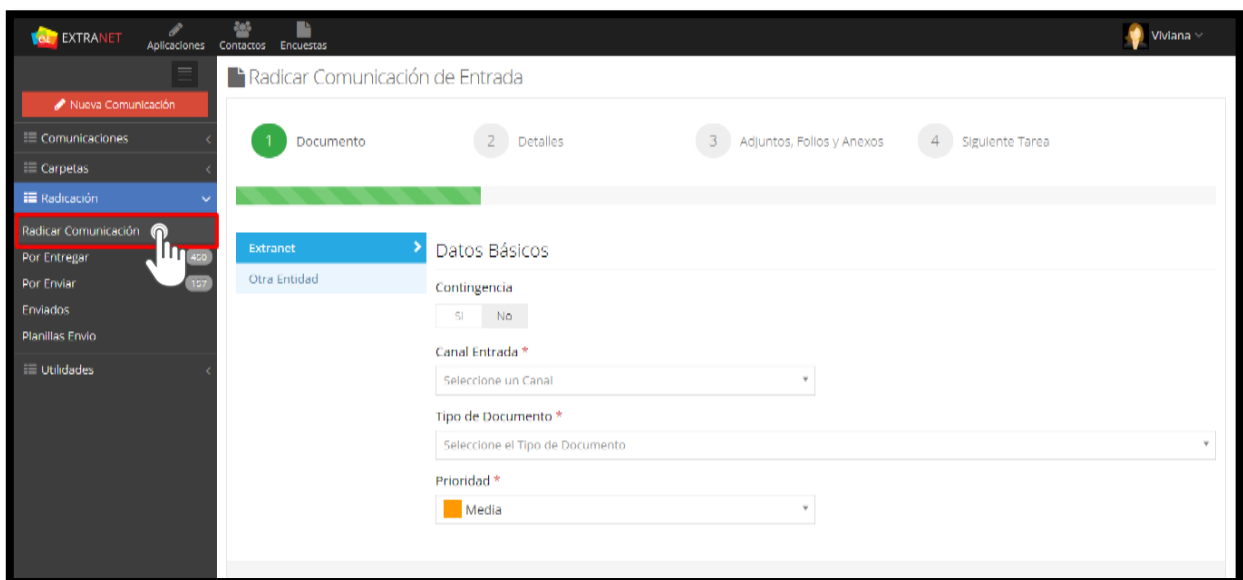 EXTRANET
Aplicaciones
Contactos
Encuestas
Viviana
Nueva Comunicación
Comunicaciones
Carpetas
Radicación
Radicar Comunicación
Por Entregar 450
Por Enviar 157
Enviados
Planillas Envio
Utilidades
Radicar Comunicación de Entrada
1 Documento
2 Detalles
3 Adjuntos, Folios y Anexos
4 Siguiente Tarea
Extranet
Otra Entidad
Datos Básicos
Contingencia
SI No
Canal Entrada *
Seleccione un Canal
Tipo de Documento *
Seleccione el Tipo de Documento
Prioridad *
Media